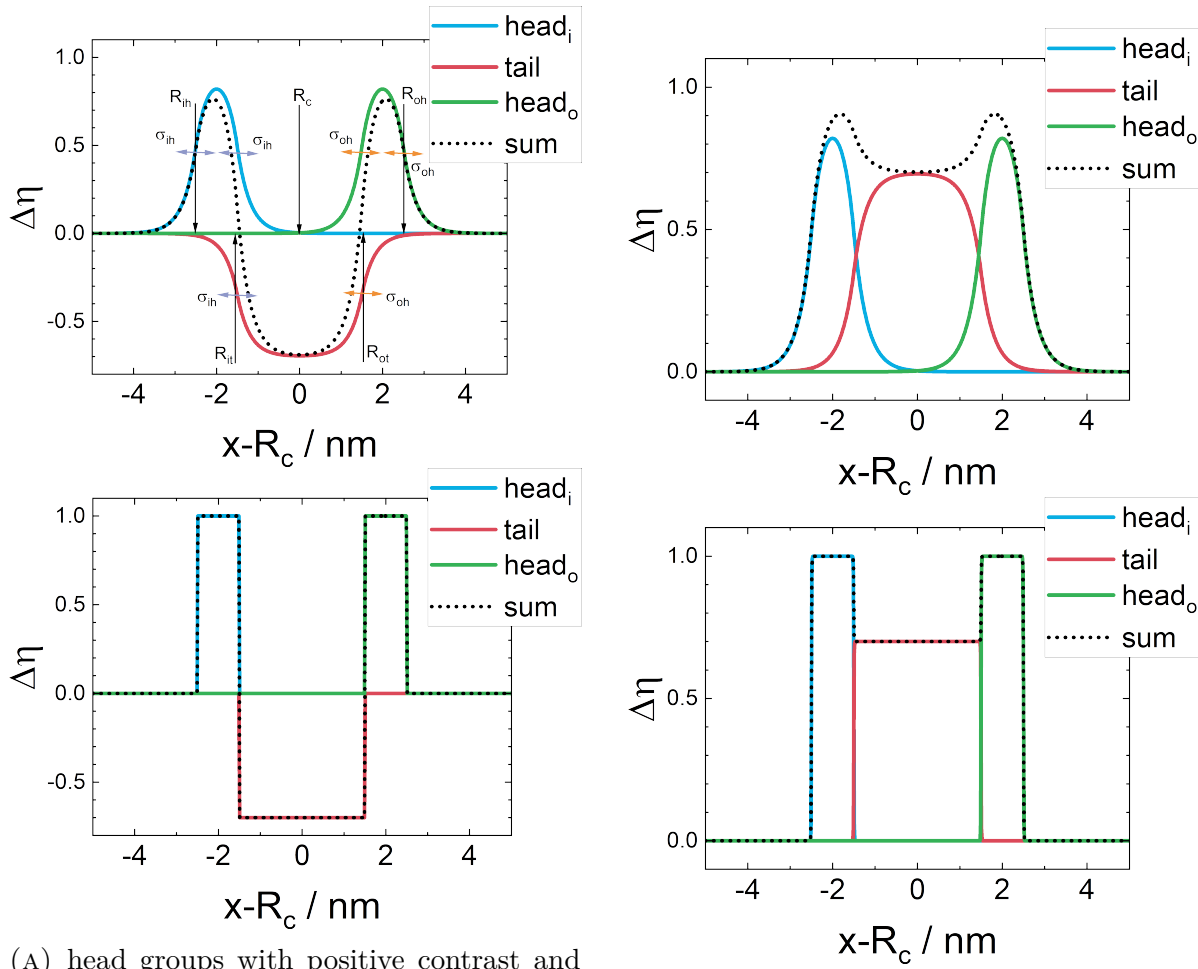 head_i
tail
head_o
sum
1.0
0.5
0.0
-0.5
Δη
R_ih
R_c
R_oh
σ_ih
σ_ih
σ_oh
σ_oh
σ_ih
σ_oh
R_it
R_ot
-4 -2 0 2 4
x-R_c / nm
head_i
tail
head_o
sum
1.0
0.5
0.0
Δη
-4 -2 0 2 4
x-R_c / nm
head_i
tail
head_o
sum
1.0
0.5
0.0
-0.5
Δη
-4 -2 0 2 4
x-R_c / nm
head_i
tail
head_o
sum
1.0
0.5
0.0
Δη
-4 -2 0 2 4
x-R_c / nm
(A) head groups with positive contrast and